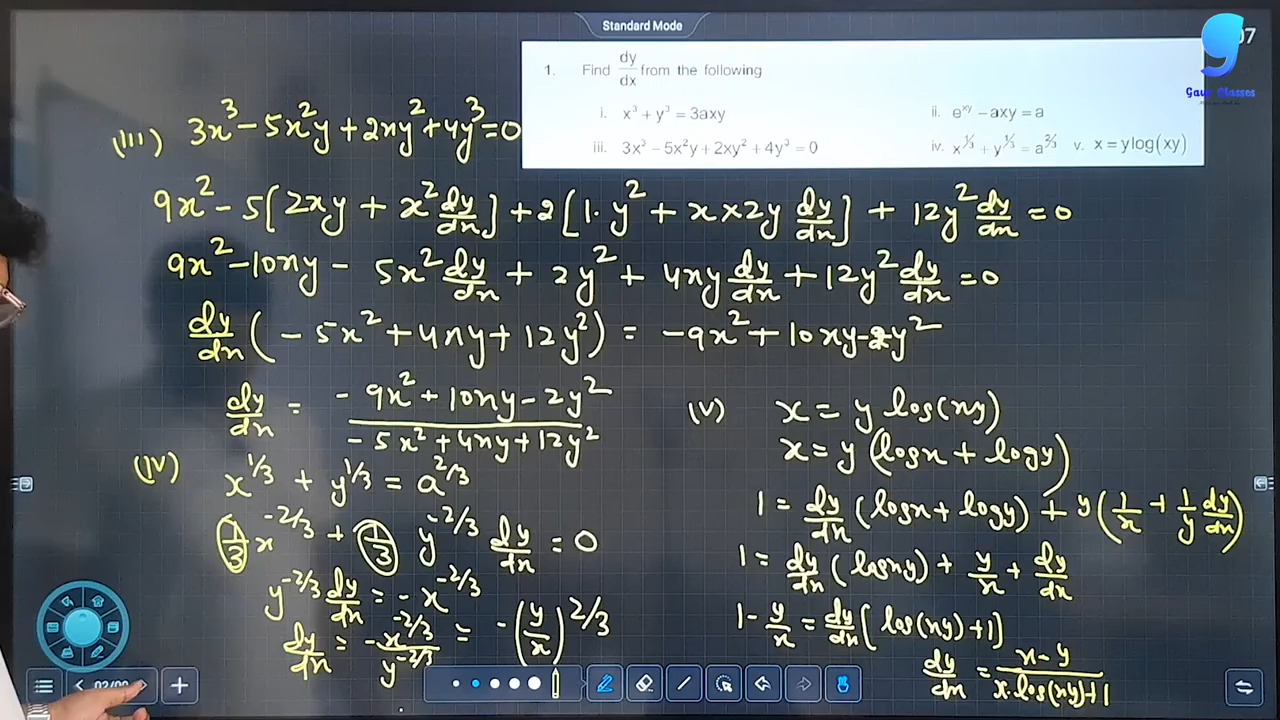 Standard Mode
07
Gaur Classes
1. Find dy/dx from the following
i. x³ + y³ = 3axy
ii. e^xy − axy = a
iii. 3x³ − 5x²y + 2xy² + 4y³ = 0
iv. x^1/3 + y^1/3 = a^2/3
v. x = y log(xy)
(iii) 3x³ − 5x²y + 2xy² + 4y³ = 0
9x² − 5[2xy + x² dy/dx] + 2[1·y² + x×2y dy/dx] + 12y² dy/dx = 0
9x² − 10xy − 5x² dy/dx + 2y² + 4xy dy/dx + 12y² dy/dx = 0
dy/dx (−5x² + 4xy + 12y²) = −9x² + 10xy − 2y²
dy/dx = (−9x² + 10xy − 2y²)/(−5x² + 4xy + 12y²)
(iv) x^1/3 + y^1/3 = a^2/3
1/3 x^−2/3 + 1/3 y^−2/3 dy/dx = 0
y^−2/3 dy/dx = −x^−2/3
dy/dx = −x^−2/3 / y^−2/3 = −(y/x)^2/3
(v) x = y log(xy)
x = y(logx + logy)
1 = dy/dx (logx + logy) + y(1/x + 1/y dy/dx)
1 = dy/dx (logxy) + y/x + dy/dx
1 − y/x = dy/dx [log(xy) + 1]
dy/dx = (x − y)/(x·log(xy) + 1)